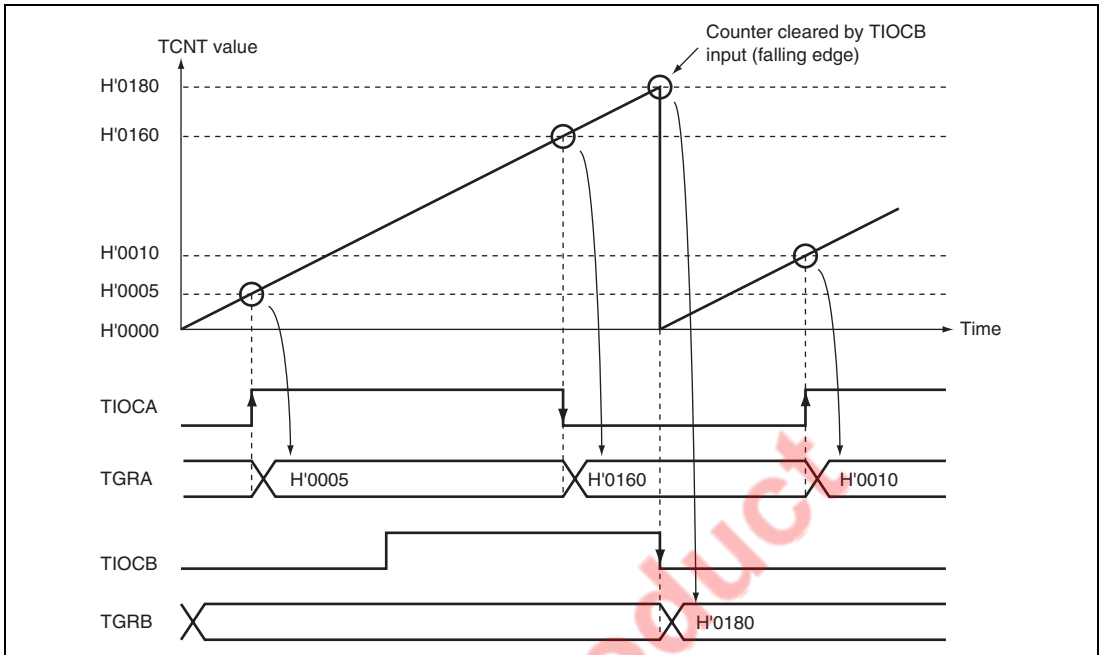 Counter cleared by TIOCB
input (falling edge)
TCNT value
H'0180
H'0160
H'0010
H'0005
H'0000
Time
TIOCA
TGRA
H'0005
H'0160
H'0010
TIOCB
TGRB
H'0180
oduct